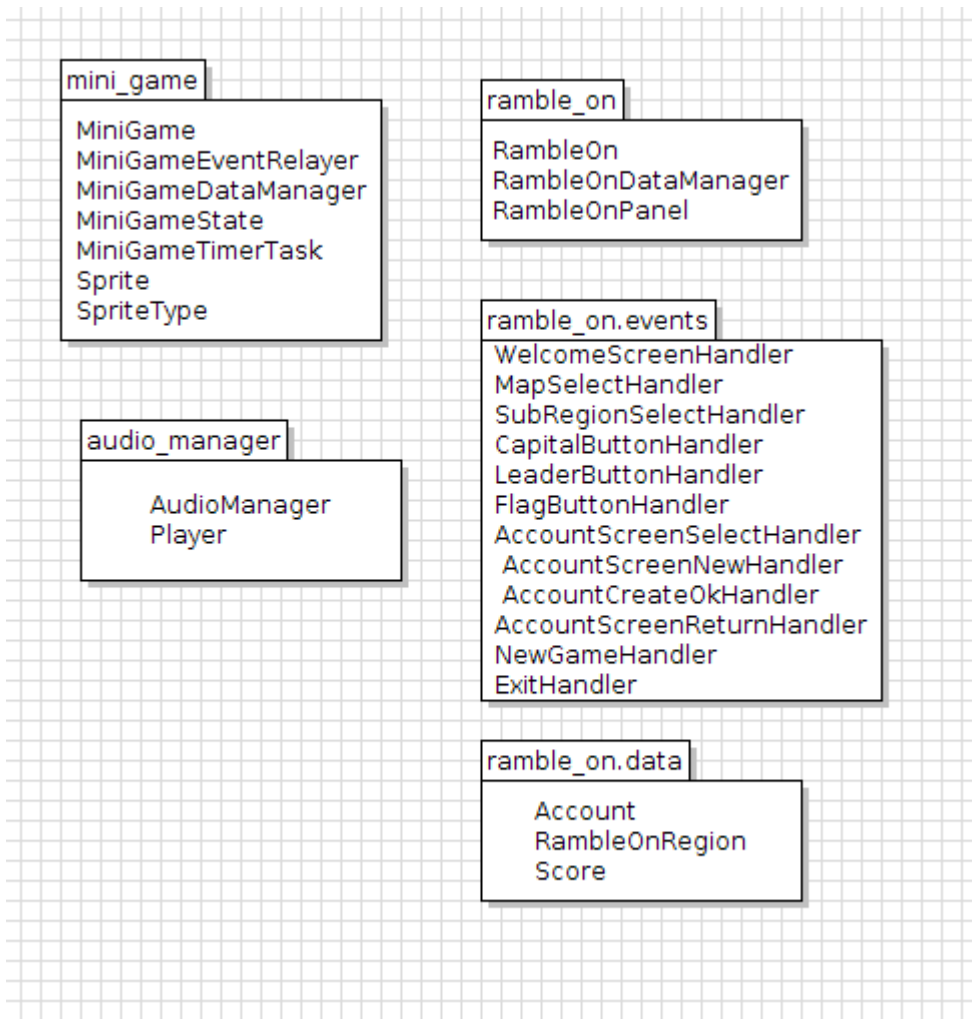 mini_game
MiniGame
MiniGameEventRelayer
MiniGameDataManager
MiniGameState
MiniGameTimerTask
Sprite
SpriteType
audio_manager
AudioManager
Player
ramble_on
RambleOn
RambleOnDataManager
RambleOnPanel
ramble_on.events
WelcomeScreenHandler
MapSelectHandler
SubRegionSelectHandler
CapitalButtonHandler
LeaderButtonHandler
FlagButtonHandler
AccountScreenSelectHandler
AccountScreenNewHandler
AccountCreateOkHandler
AccountScreenReturnHandler
NewGameHandler
ExitHandler
ramble_on.data
Account
RambleOnRegion
Score